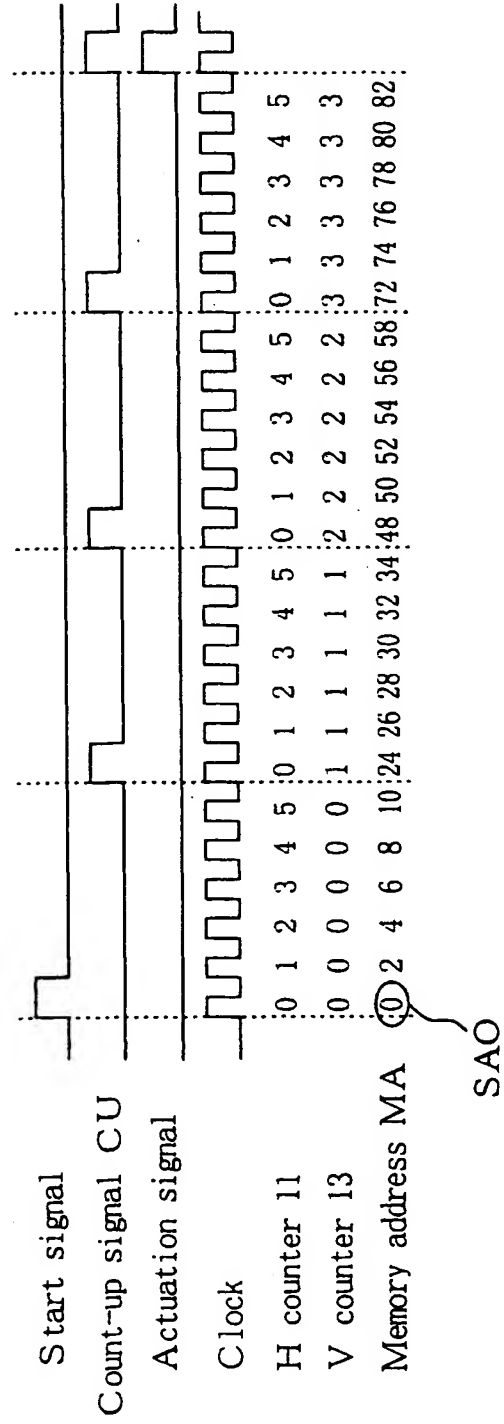 Start signal
Count-up signal CU
Actuation signal
Clock
H counter 11 0 1 2 3 4 5 0 1 2 3 4 5 0 1 2 3 4 5 0 1 2 3 4 5
V counter 13 0 0 0 0 0 0 1 1 1 1 1 1 2 2 2 2 2 2 3 3 3 3 3 3
Memory address MA 0 2 4 6 8 10 24 26 28 30 32 34 48 50 52 54 56 58 72 74 76 78 80 82
SAO